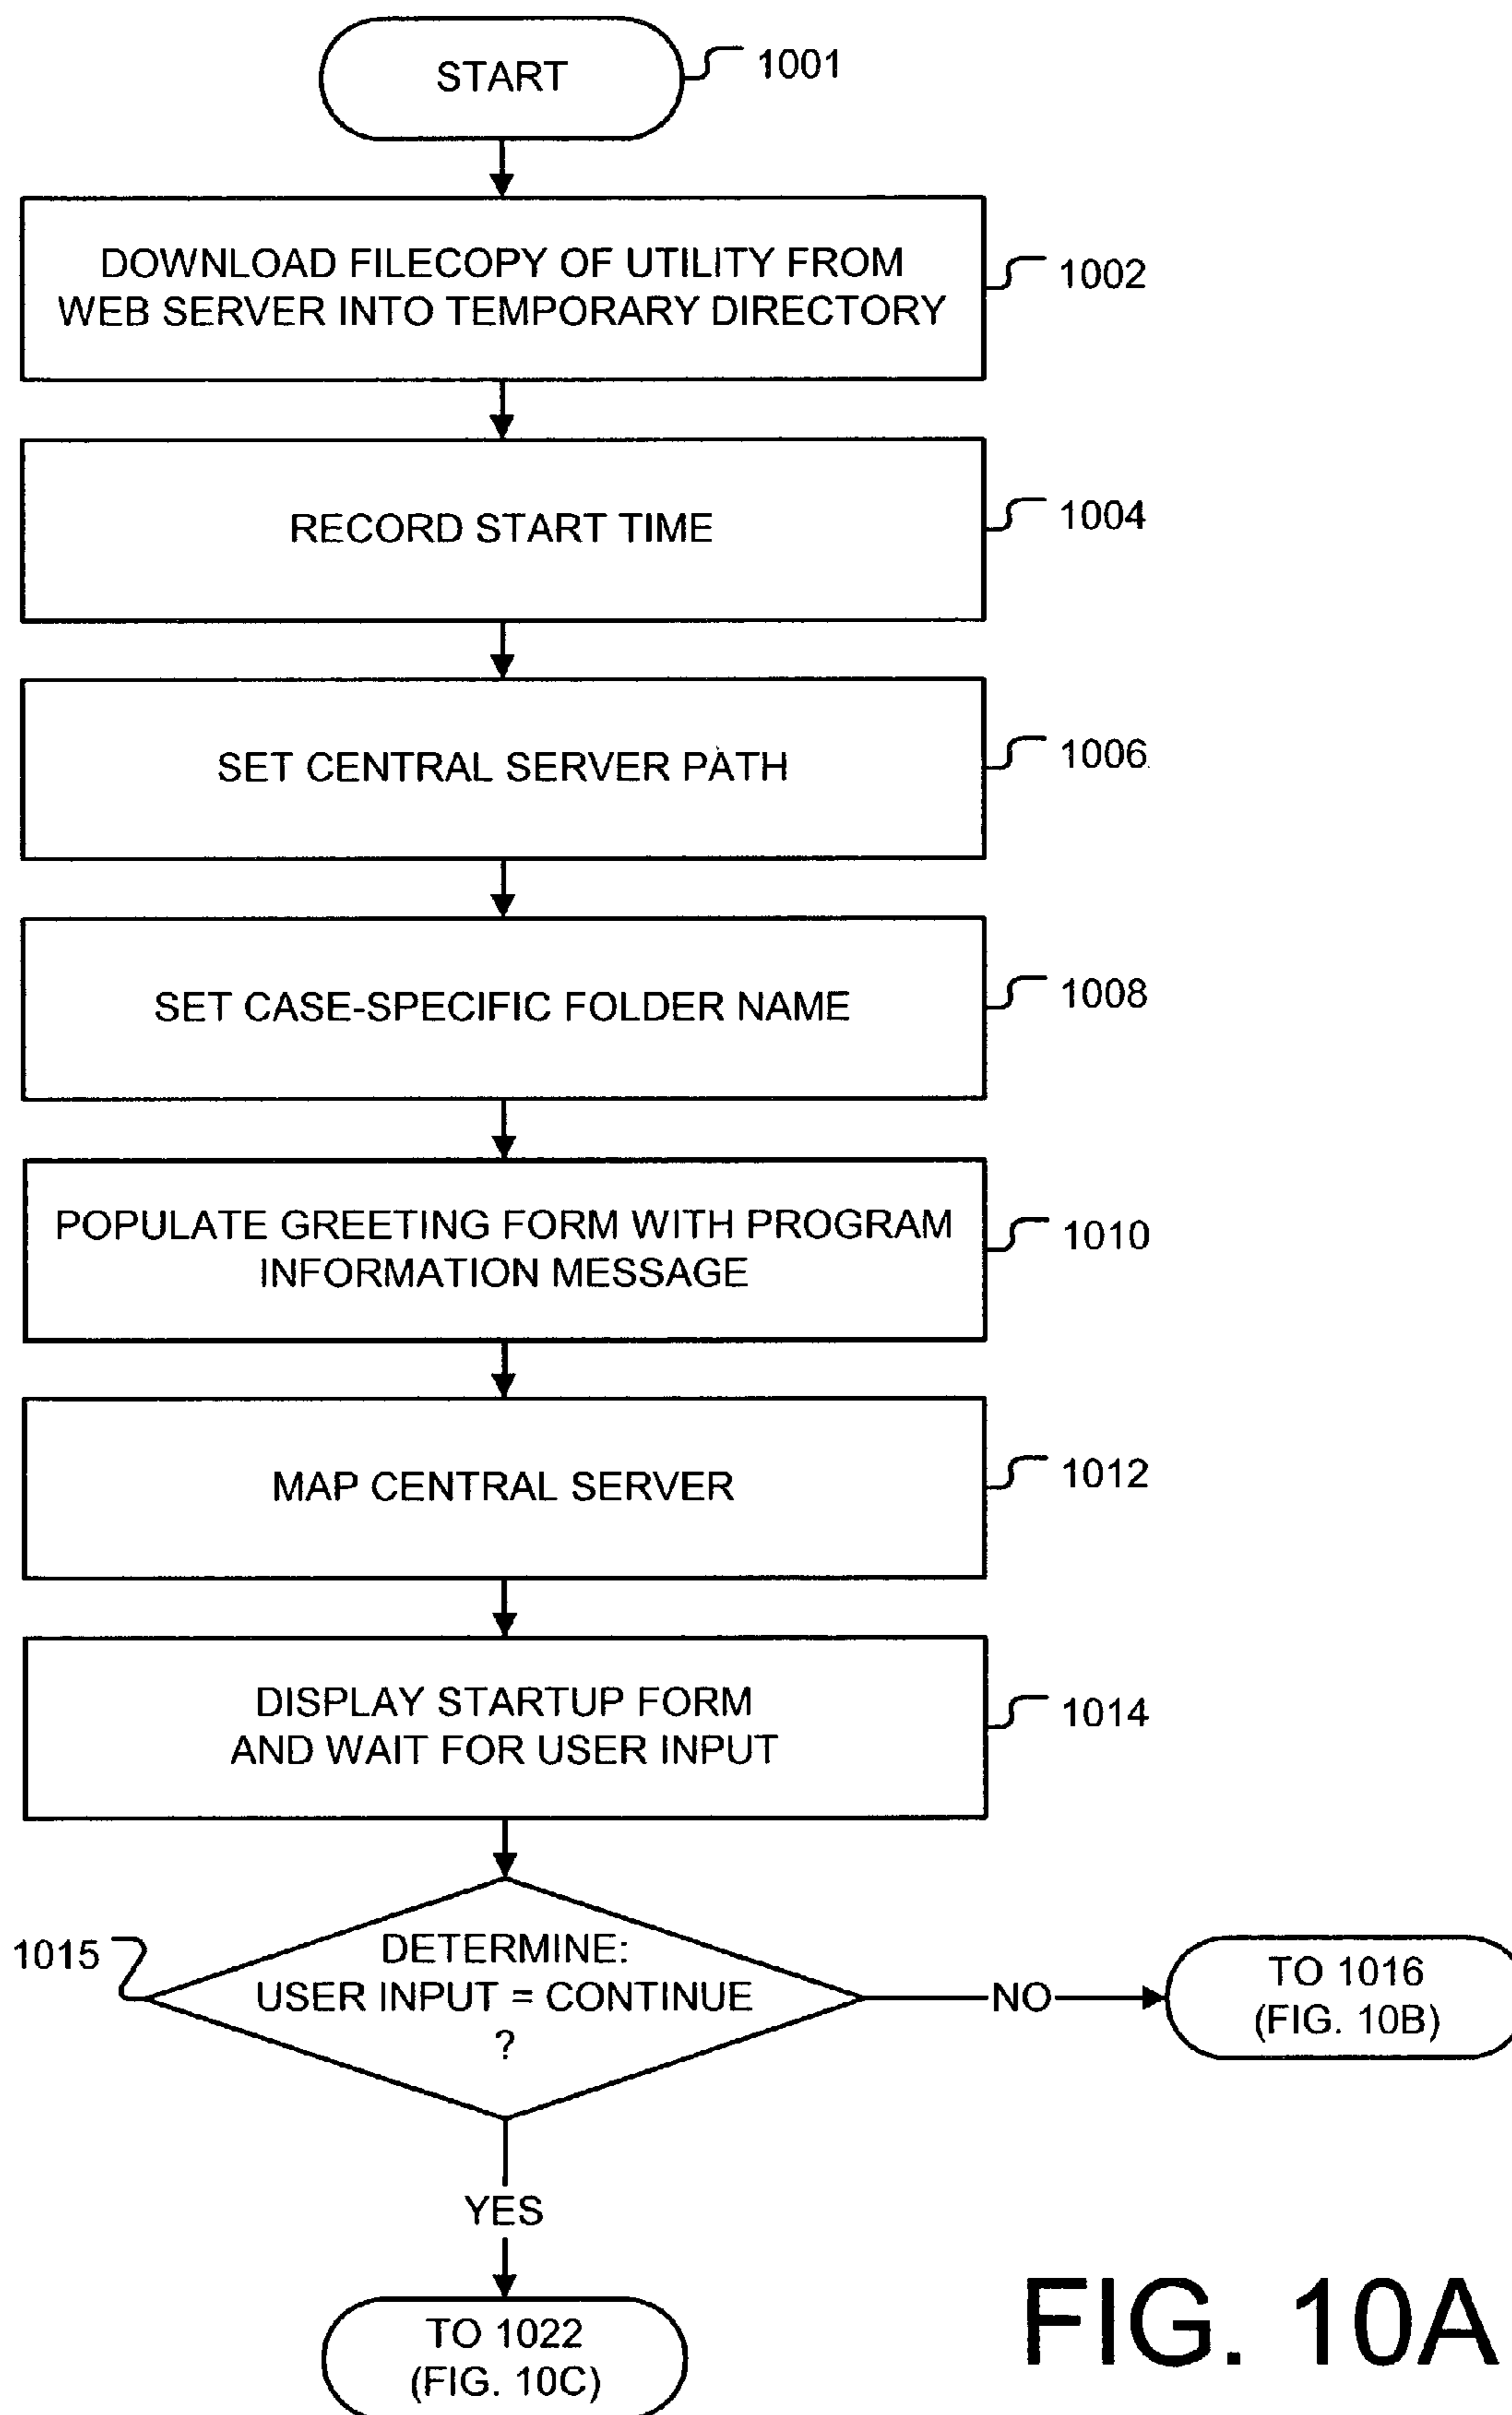 START
1001
DOWNLOAD FILECOPY OF UTILITY FROM
WEB SERVER INTO TEMPORARY DIRECTORY
1002
RECORD START TIME
1004
SET CENTRAL SERVER PATH
1006
SET CASE-SPECIFIC FOLDER NAME
1008
POPULATE GREETING FORM WITH PROGRAM
INFORMATION MESSAGE
1010
MAP CENTRAL SERVER
1012
DISPLAY STARTUP FORM
AND WAIT FOR USER INPUT
1014
1015
DETERMINE:
USER INPUT = CONTINUE
?
NO
TO 1016
(FIG. 10B)
YES
TO 1022
(FIG. 10C)
FIG. 10A